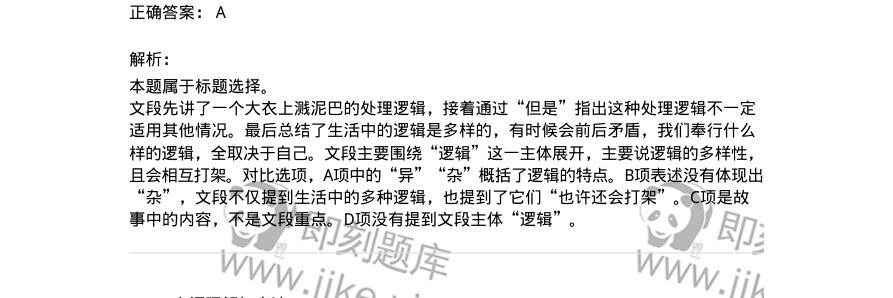 正确答案： A
解析：
本题属于标题选择。
文段先讲了一个大衣上溅泥巴的处理逻辑，接着通过“但是”指出这种处理逻辑不一定
适用其他情况。最后总结了生活中的逻辑是多样的，有时候会前后矛盾，我们奉行什么
样的逻辑，全取决于自己。文段主要围绕“逻辑”这一主体展开，主要说逻辑的多样性，
且会相互打架。对比选项，A项中的“异”“杂”概括了逻辑的特点。B项表述没有体现出
“杂”，文段不仅提到生活中的多种逻辑，也提到了它们“也许还会打架”。C项是故
事中的内容，不是文段重点。D项没有提到文段主体“逻辑”。
即刻题库
即刻
www.jike
www.ji